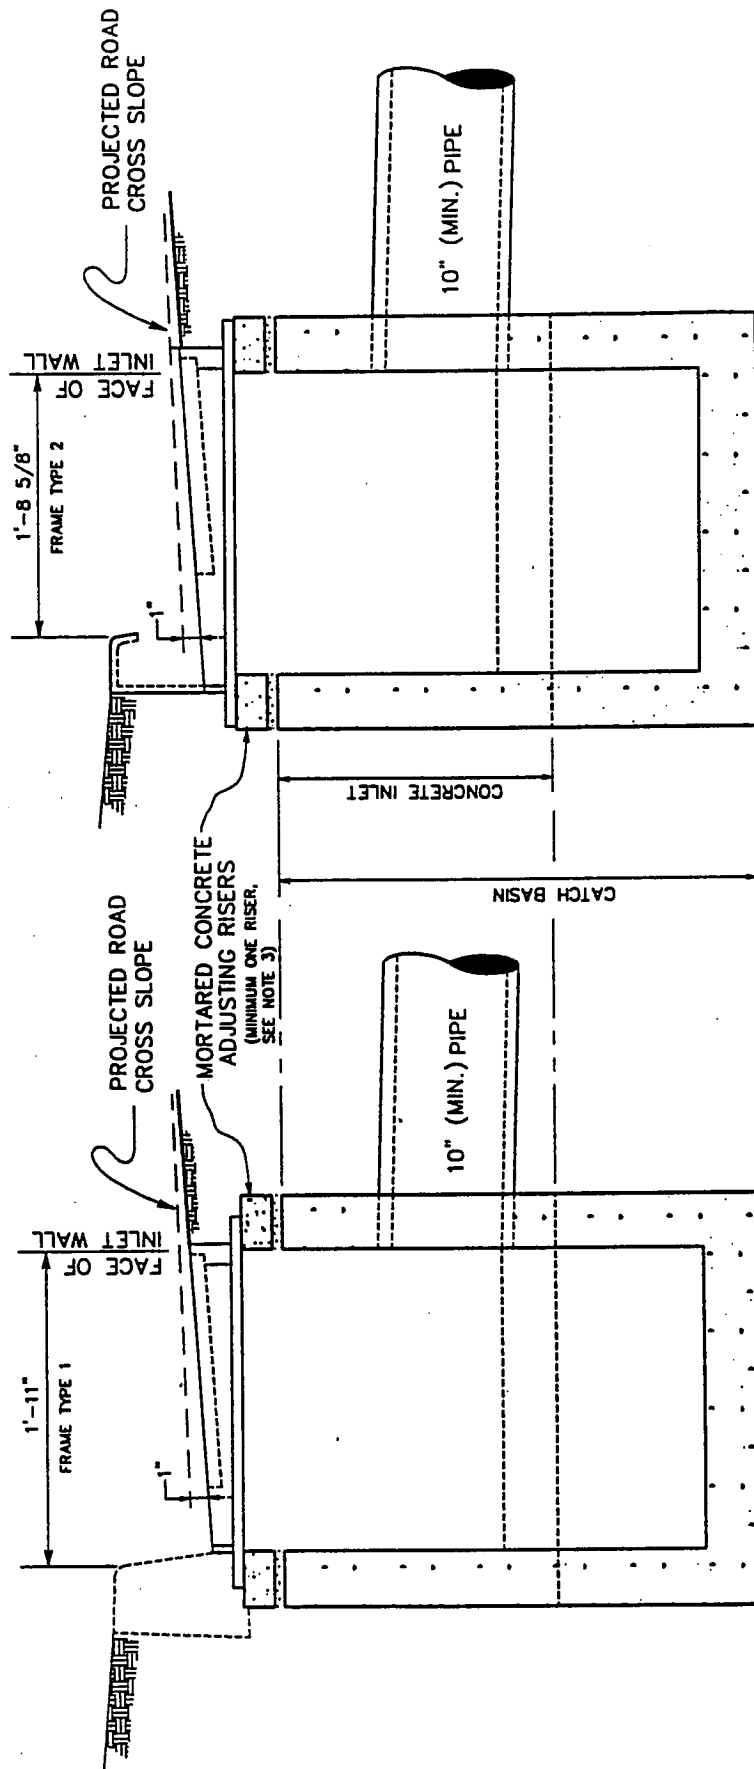 1'-11"
FRAME TYPE 1
FACE OF
INLET WALL
PROJECTED ROAD
CROSS SLOPE
1"
10" (MIN.) PIPE
MORTARED CONCRETE
ADJUSTING RISERS
(MINIMUM ONE RISER,
SEE NOTE 3)
CATCH BASIN
CONCRETE INLET
1'-8 5/8"
FRAME TYPE 2
FACE OF
INLET WALL
PROJECTED ROAD
CROSS SLOPE
1"
10" (MIN.) PIPE